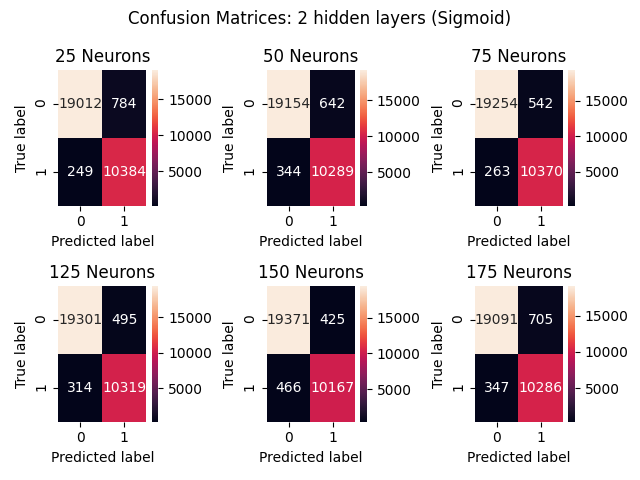 Confusion Matrices: 2 hidden layers (Sigmoid)
25 Neurons 50 Neurons 75 Neurons
True label 0 19012 784 15000 True label 0 19154 642 15000 True label 0 19254 542 15000
10000 10000 10000
1 249 10384 5000 1 344 10289 5000 1 263 10370 5000
0 1 0 1 0 1
Predicted label Predicted label Predicted label
125 Neurons 150 Neurons 175 Neurons
True label 0 19301 495 15000 True label 0 19371 425 15000 True label 0 19091 705 15000
10000 10000 10000
1 314 10319 5000 1 466 10167 5000 1 347 10286 5000
0 1 0 1 0 1
Predicted label Predicted label Predicted label